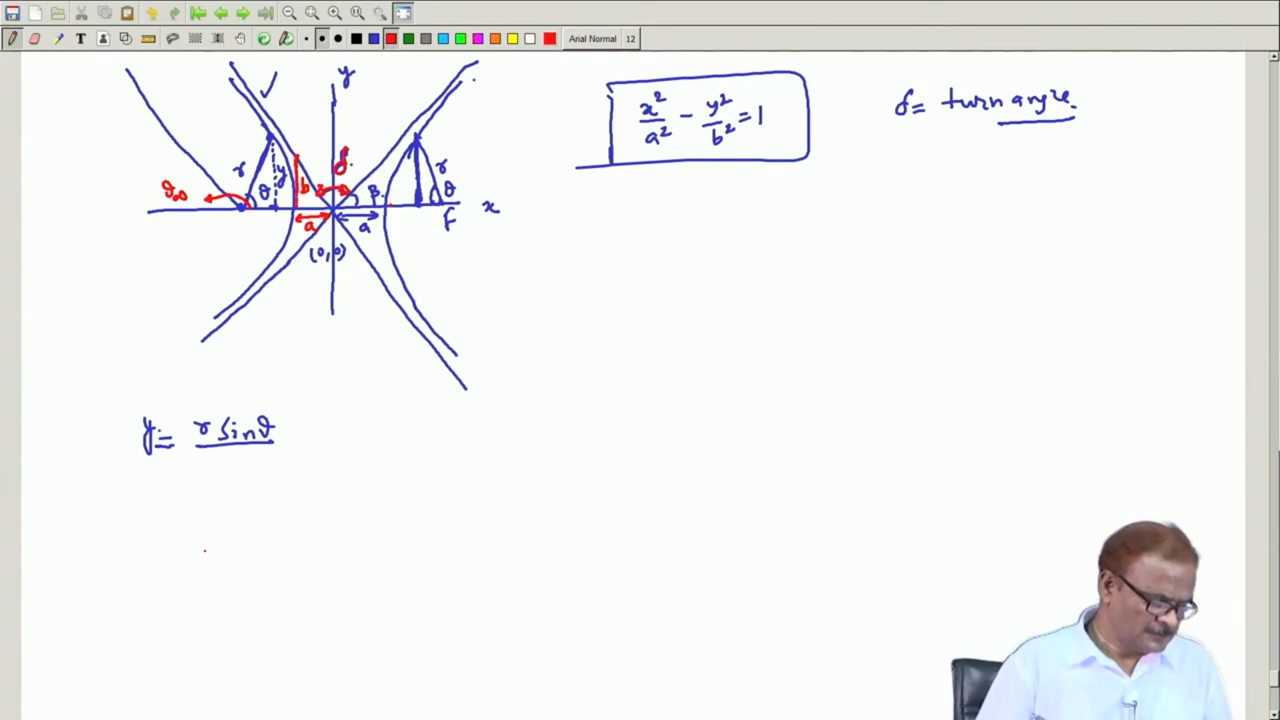 Arial Normal 12
y
x²/a² - y²/b² = 1
δ = turn angle.
r
y
θ
θ∞
b
δ
β
r
θ
a
a
F
x
(0,0)
y = r sinθ